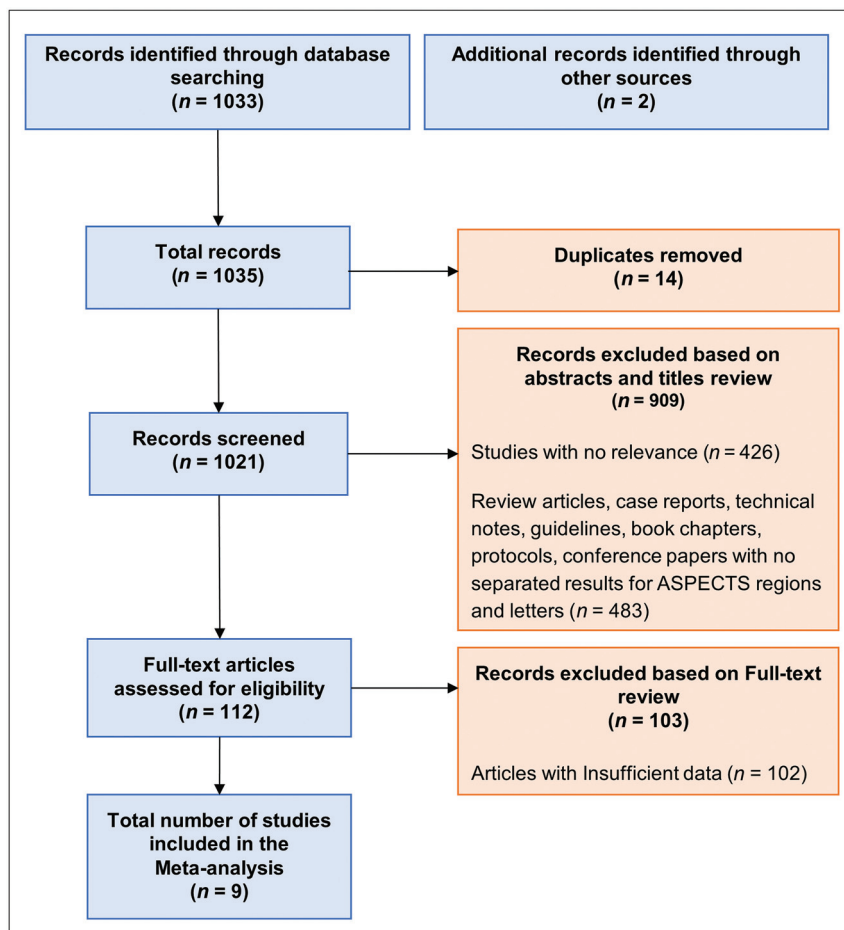 Records identified through database
searching
(n = 1033)
Additional records identified through
other sources
(n = 2)
Total records
(n = 1035)
Duplicates removed
(n = 14)
Records excluded based on
abstracts and titles review
(n = 909)
Studies with no relevance (n = 426)
Review articles, case reports, technical
notes, guidelines, book chapters,
protocols, conference papers with no
separated results for ASPECTS regions
and letters (n = 483)
Records screened
(n = 1021)
Full-text articles
assessed for eligibility
(n = 112)
Records excluded based on Full-text
review
(n = 103)
Articles with Insufficient data (n = 102)
Total number of studies
included in the
Meta-analysis
(n = 9)